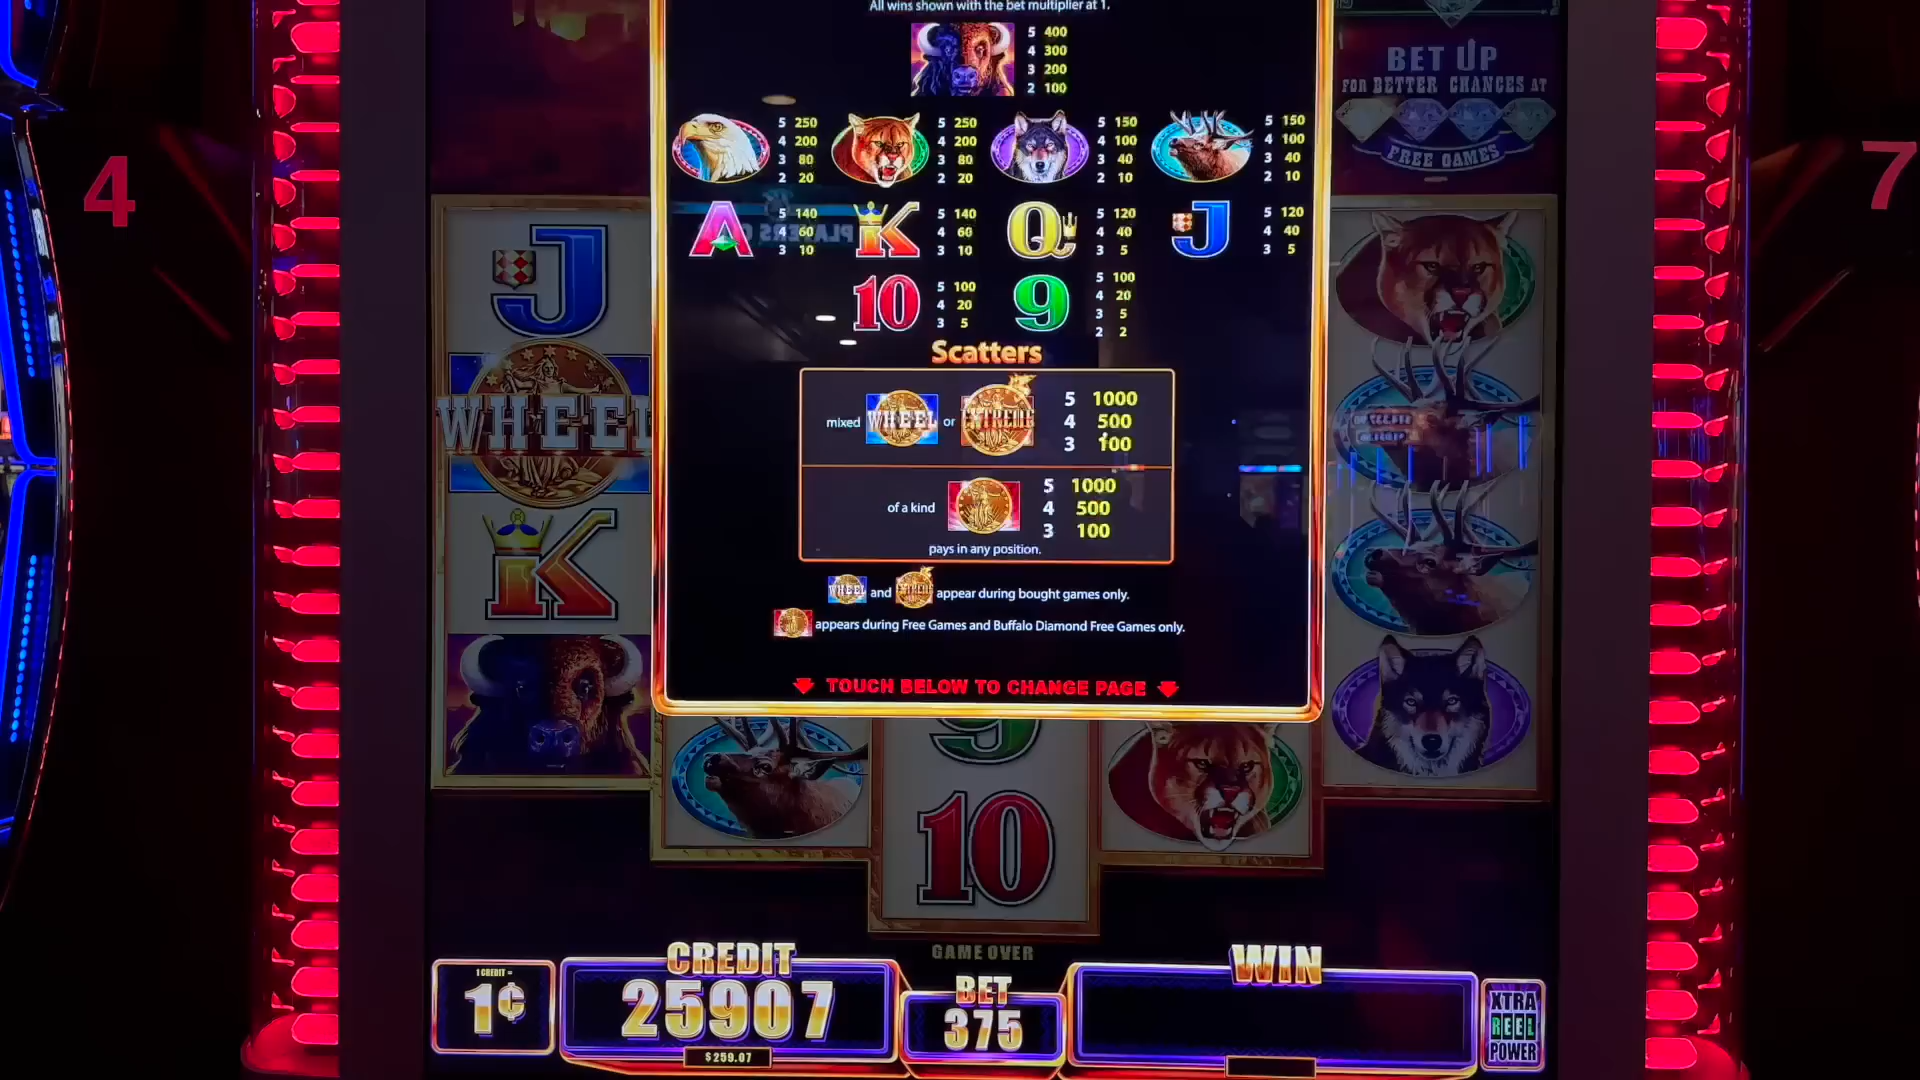 All wins shown with the bet multiplier at 1.
5 400
4 300
3 200
2 100
5 250
4 200
3 80
2 20
5 250
4 200
3 80
2 20
5 150
4 100
3 40
2 10
5 150
4 100
3 40
2 10
A
5 140
4 60
3 10
K
5 140
4 60
3 10
Q
5 120
4 40
3 5
J
5 120
4 40
3 5
10
5 100
4 20
3 5
9
5 100
4 20
3 5
2 2
Scatters
mixed WHEEL or EXTREME
5 1000
4 500
3 100
of a kind
5 1000
4 500
3 100
pays in any position.
WHEEL and EXTREME appear during bought games only.
appears during Free Games and Buffalo Diamond Free Games only.
TOUCH BELOW TO CHANGE PAGE
BET UP
FOR BETTER CHANCES AT
FREE GAMES
4
7
J
WHEEL
K
9
10
GAME OVER
1 CREDIT =
1¢
CREDIT
25907
$259.07
BET
375
WIN
XTRA
REEL
POWER